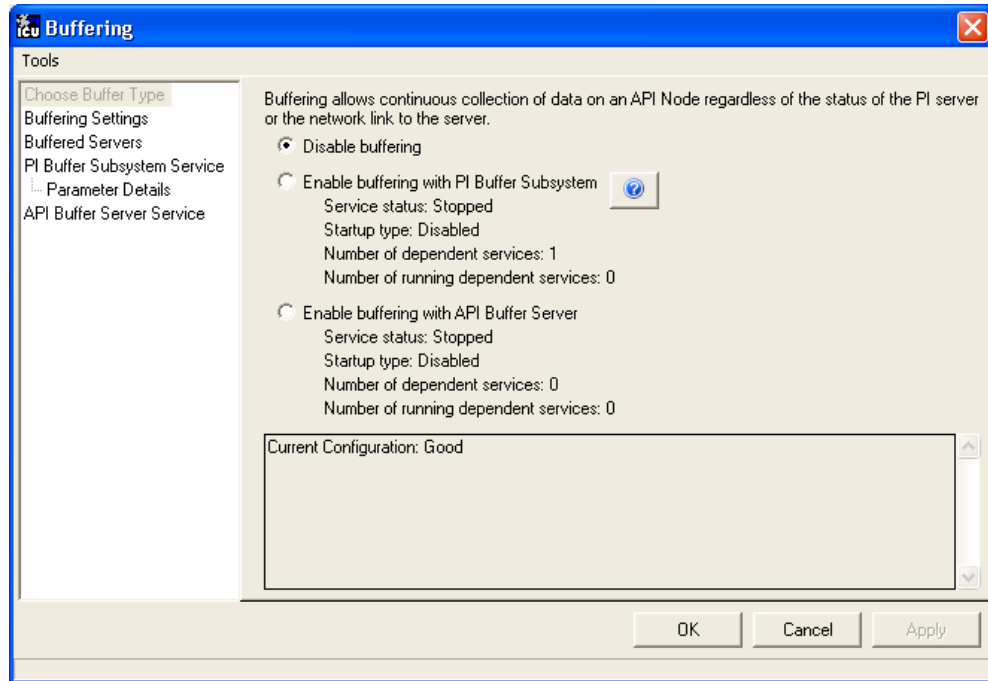 icu Buffering
Tools
Choose Buffer Type
Buffering Settings
Buffered Servers
PI Buffer Subsystem Service
Parameter Details
API Buffer Server Service
Buffering allows continuous collection of data on an API Node regardless of the status of the PI server
or the network link to the server.
Disable buffering
Enable buffering with PI Buffer Subsystem
?
Service status: Stopped
Startup type: Disabled
Number of dependent services: 1
Number of running dependent services: 0
Enable buffering with API Buffer Server
Service status: Stopped
Startup type: Disabled
Number of dependent services: 0
Number of running dependent services: 0
Current Configuration: Good
OK
Cancel
Apply